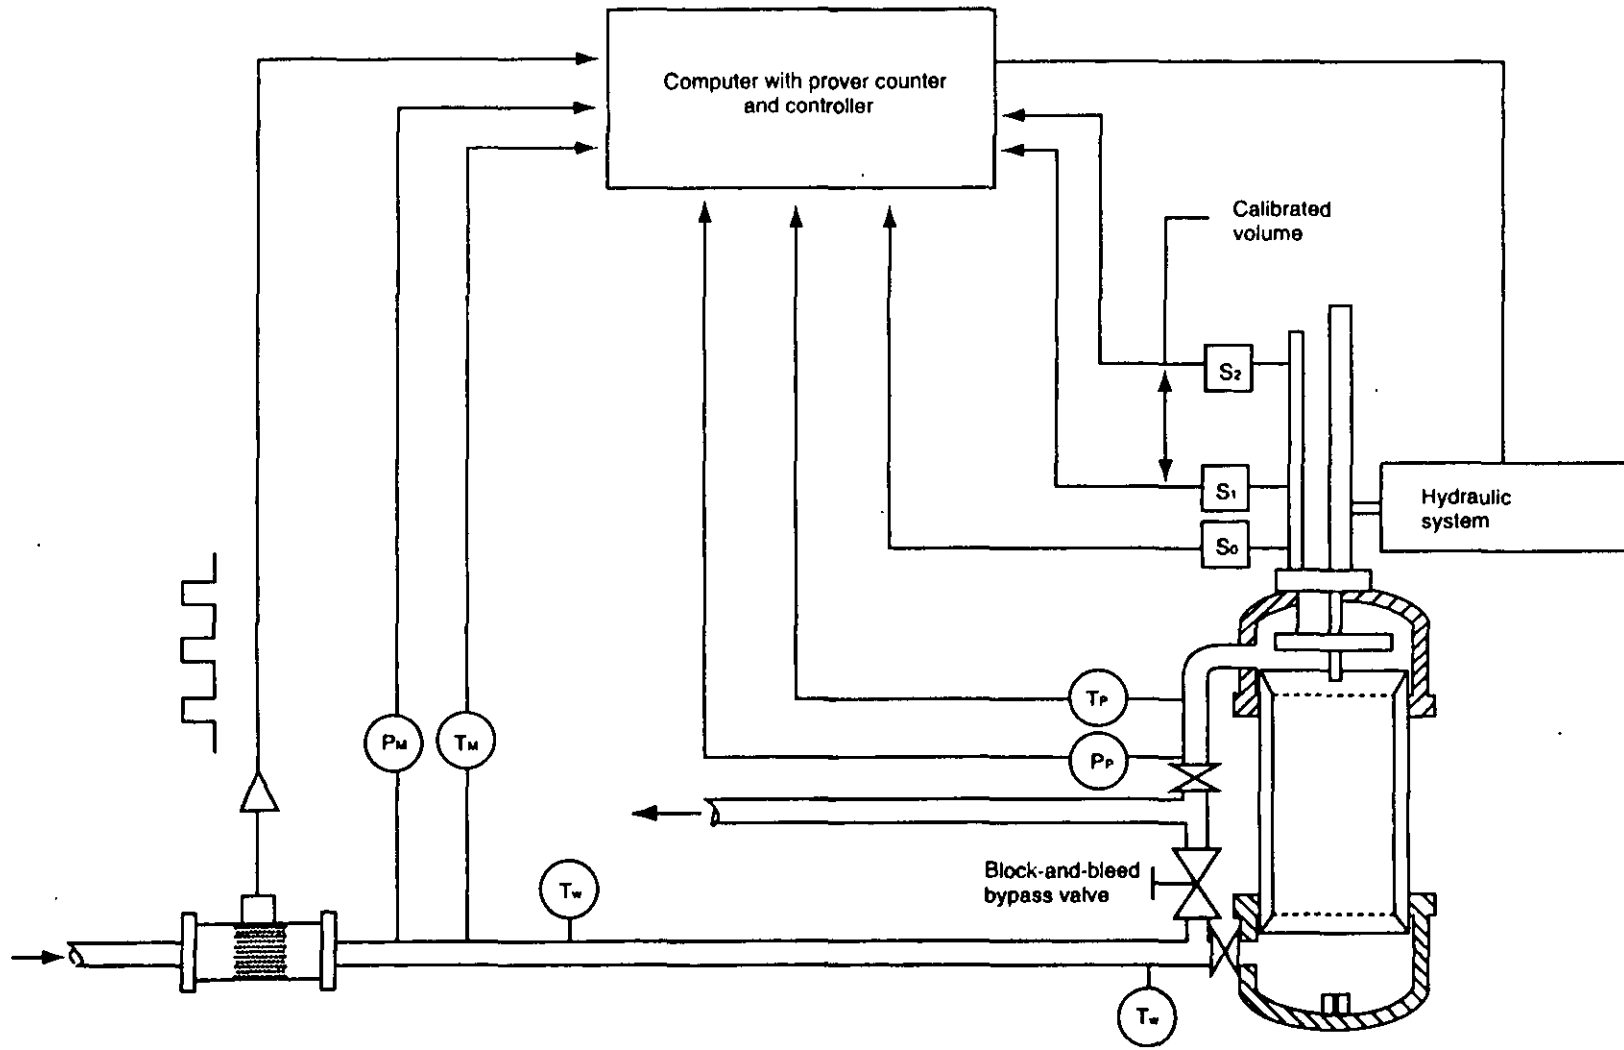 Computer with prover counter
and controller
Calibrated
volume
S2
S1
S0
Hydraulic
system
TP
PM
TM
PP
Block-and-bleed
bypass valve
Tw
Tw